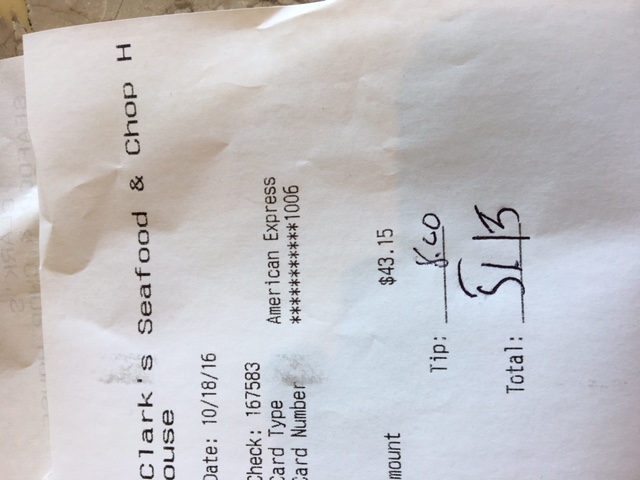 Clark's Seafood & Chop H
ouse
Date: 10/18/16
Check: 167583
Card Type American Express
Card Number ***********1006
mount $43.15
Tip: 8.00
Total: 51 15